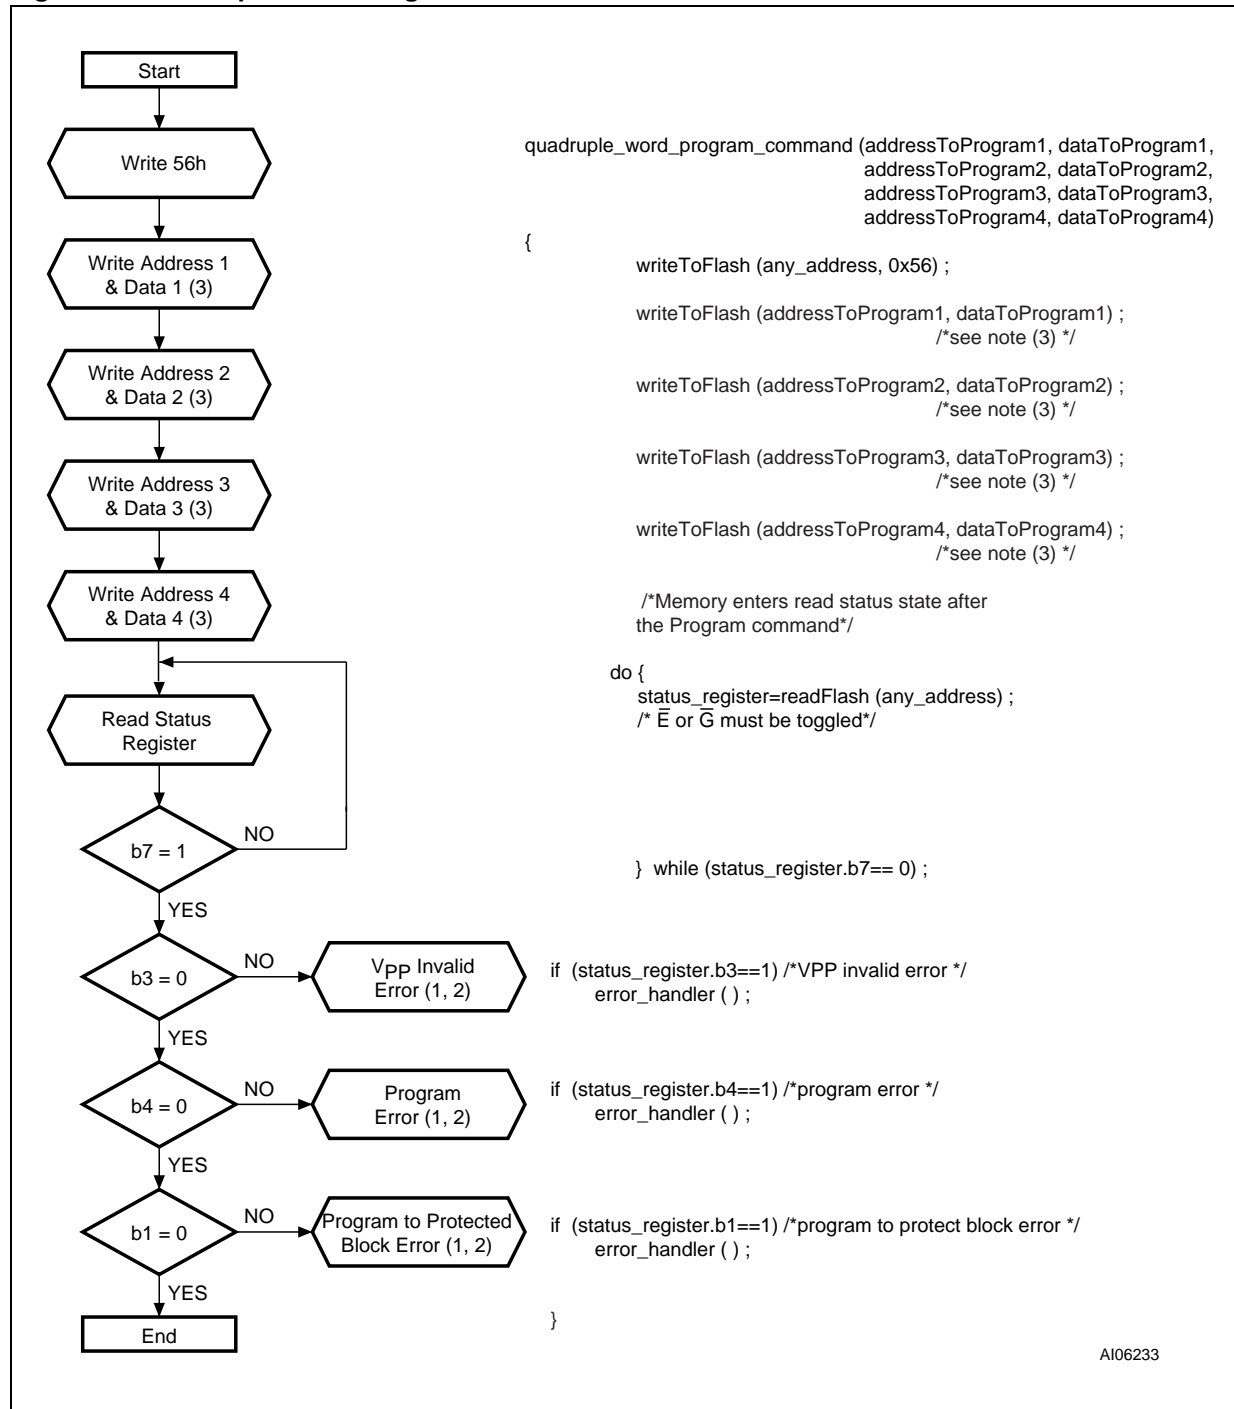 Start
Write 56h
Write Address 1
& Data 1 (3)
Write Address 2
& Data 2 (3)
Write Address 3
& Data 3 (3)
Write Address 4
& Data 4 (3)
Read Status
Register
b7 = 1
NO
YES
b3 = 0
NO
VPP Invalid
Error (1, 2)
YES
b4 = 0
NO
Program
Error (1, 2)
YES
b1 = 0
NO
Program to Protected
Block Error (1, 2)
YES
End
quadruple_word_program_command (addressToProgram1, dataToProgram1,
addressToProgram2, dataToProgram2,
addressToProgram3, dataToProgram3,
addressToProgram4, dataToProgram4)
{
writeToFlash (any_address, 0x56) ;
writeToFlash (addressToProgram1, dataToProgram1) ;
/*see note (3) */
writeToFlash (addressToProgram2, dataToProgram2) ;
/*see note (3) */
writeToFlash (addressToProgram3, dataToProgram3) ;
/*see note (3) */
writeToFlash (addressToProgram4, dataToProgram4) ;
/*see note (3) */
/*Memory enters read status state after
the Program command*/
do {
status_register=readFlash (any_address) ;
/* E̅ or G̅ must be toggled*/
} while (status_register.b7== 0) ;
if (status_register.b3==1) /*VPP invalid error */
error_handler ( ) ;
if (status_register.b4==1) /*program error */
error_handler ( ) ;
if (status_register.b1==1) /*program to protect block error */
error_handler ( ) ;
}
AI06233